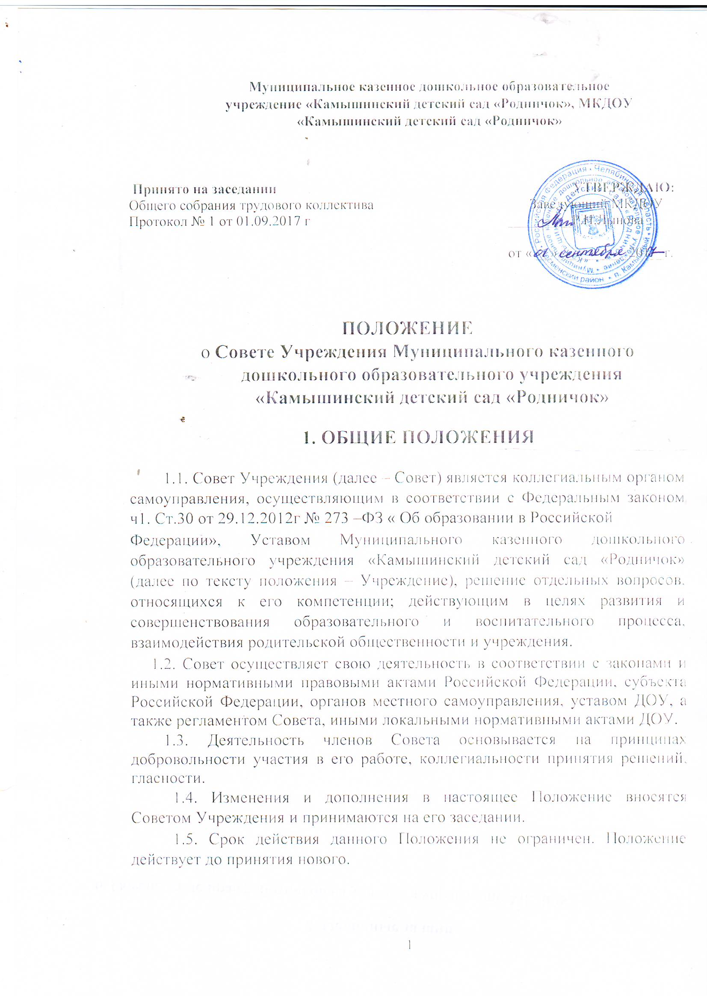 Муниципальное казенное дошкольное образовательное
учреждение «Камышинский детский сад «Родничок», МКДОУ
«Камышинский детский сад «Родничок»
Принято на заседании
Общего собрания трудового коллектива
Протокол № 1 от 01.09.2017 г
УТВЕРЖДАЮ:
Заведующий МКДОУ
от «01» сентября 2017 г.
Российская Федерация • Челябинская область • п. Камышный •
ПОЛОЖЕНИЕ
о Совете Учреждения Муниципального казенного
дошкольного образовательного учреждения
«Камышинский детский сад «Родничок»
1. ОБЩИЕ ПОЛОЖЕНИЯ
1.1. Совет Учреждения (далее – Совет) является коллегиальным органом
самоуправления, осуществляющим в соответствии с Федеральным законом
ч1. Ст.30 от 29.12.2012г № 273 –ФЗ « Об образовании в Российской
Федерации», Уставом Муниципального казенного дошкольного
образовательного учреждения «Камышинский детский сад «Родничок»
(далее по тексту положения – Учреждение), решение отдельных вопросов,
относящихся к его компетенции; действующим в целях развития и
совершенствования образовательного и воспитательного процесса,
взаимодействия родительской общественности и учреждения.
1.2. Совет осуществляет свою деятельность в соответствии с законами и
иными нормативными правовыми актами Российской Федерации, субъекта
Российской Федерации, органов местного самоуправления, уставом ДОУ, а
также регламентом Совета, иными локальными нормативными актами ДОУ.
1.3. Деятельность членов Совета основывается на принципах
добровольности участия в его работе, коллегиальности принятия решений,
гласности.
1.4. Изменения и дополнения в настоящее Положение вносятся
Советом Учреждения и принимаются на его заседании.
1.5. Срок действия данного Положения не ограничен. Положение
действует до принятия нового.
1